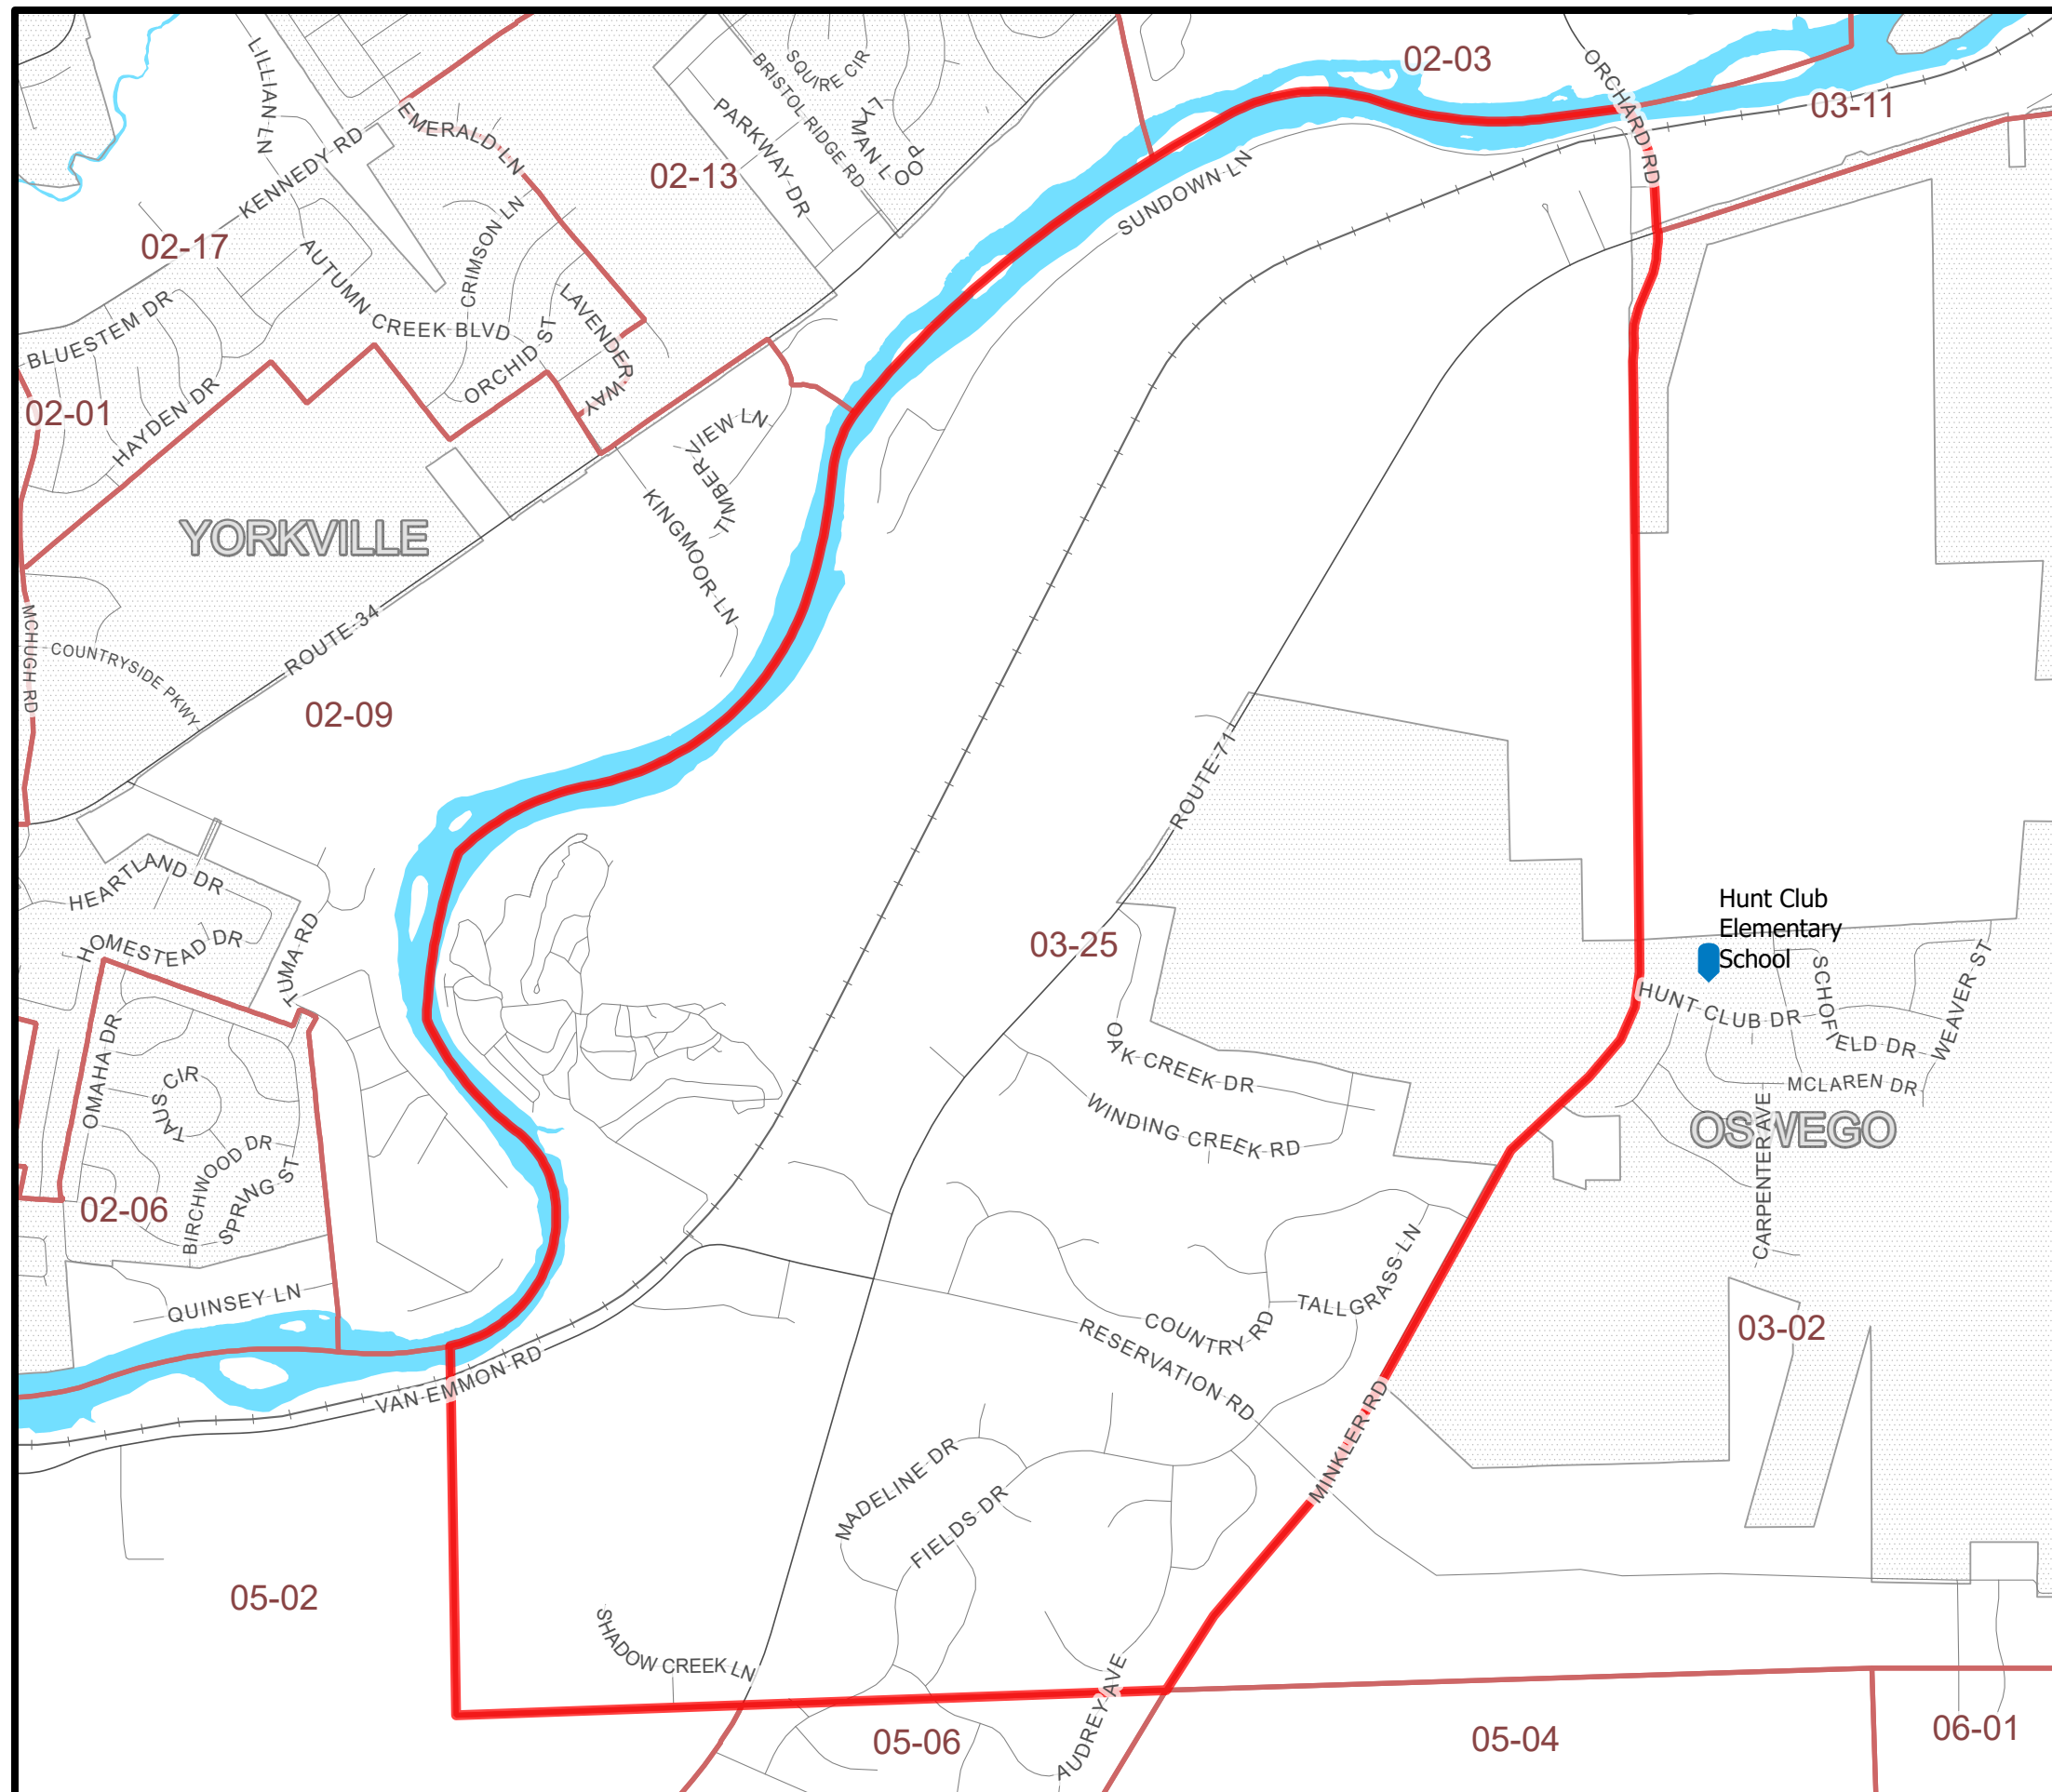 02-03
ORCHARD RD
03-11
LILLIAN LN
KENNEDY RD
EMERALD LN
SQUIRE CIR
BRISTOL RIDGE RD
PARKWAY DR
02-13
SUNDOWN LN
02-17
AUTUMN CREEK BLVD
CRIMSON LN
BLUESTEM DR
ORCHID ST
LAVENDER WAY
02-01
HAYDEN DR
TIMBER VIEW LN
KINGMOOR LN
YORKVILLE
MCHUGH RD
COUNTRYSIDE PKWY
ROUTE 34
02-09
ROUTE 71
HEARTLAND DR
HOMESTEAD DR
TUMA RD
03-25
Hunt Club
Elementary
School
HUNT CLUB DR
SCHOFIELD DR
WEAVER ST
MCLAREN DR
OSWEGO
CARPENTER AVE
OAK CREEK DR
WINDING CREEK RD
OMAHA DR
TAUS CIR
BIRCHWOOD DR
SPRING ST
02-06
QUINSEY LN
VAN EMMON RD
TALLGRASS LN
COUNTRY RD
RESERVATION RD
MINKLER RD
03-02
MADELINE DR
FIELDS DR
05-02
SHADOW CREEK LN
AUDREY AVE
05-06
05-04
06-01